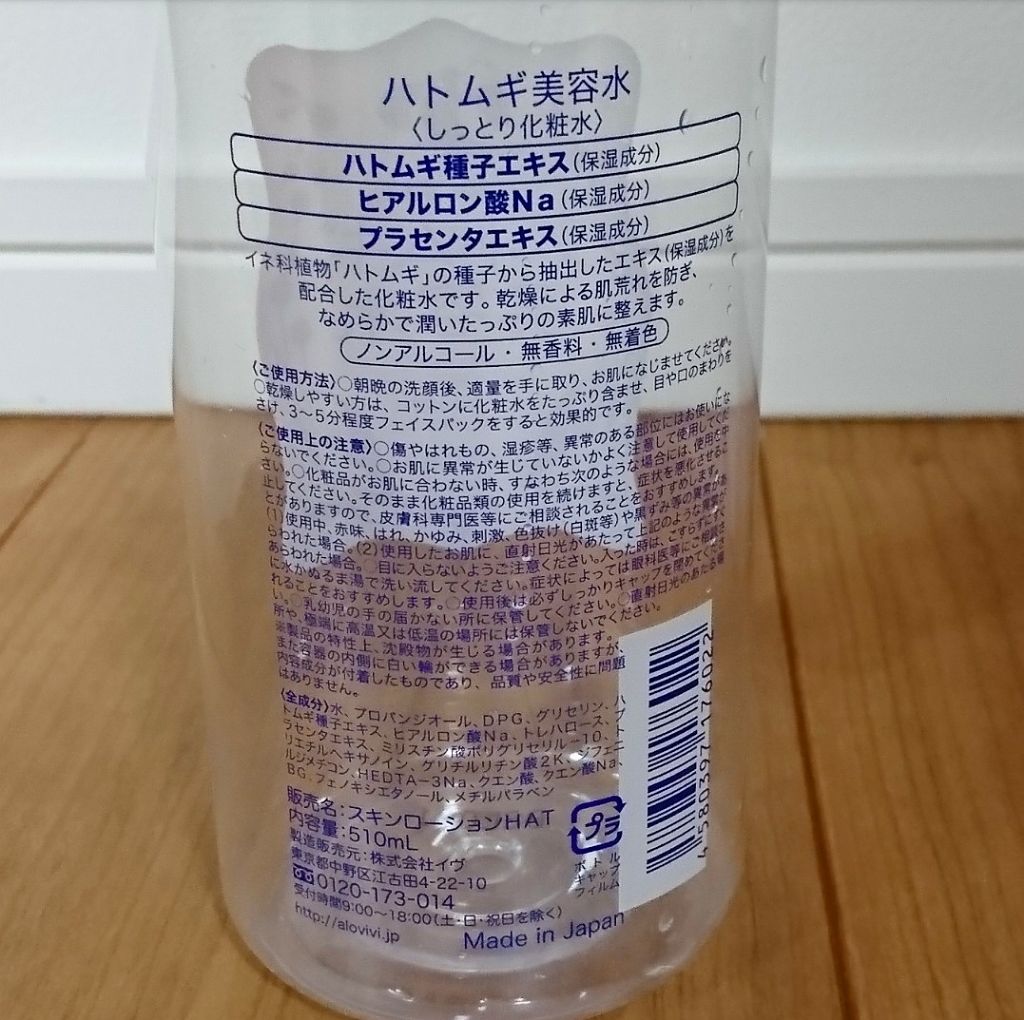 ハトムギ美容水
〈しっとり化粧水〉
ハトムギ種子エキス(保湿成分)
ヒアルロン酸Na(保湿成分)
プラセンタエキス(保湿成分)
イネ科植物「ハトムギ」の種子から抽出したエキス(保湿成分)を
配合した化粧水です。乾燥による肌荒れを防ぎ、
なめらかで潤いたっぷりの素肌に整えます。
ノンアルコール・無香料・無着色
〈ご使用方法〉○朝晩の洗顔後、適量を手に取り、お肌になじませてください。
○乾燥しやすい方は、コットンに化粧水をたっぷり含ませ、目や口のまわりを
さけ、3〜5分程度フェイスパックをすると効果的です。
〈ご使用上の注意〉○傷やはれもの、湿疹等、異常のある部位にはお使いにな
らないでください。○お肌に異常が生じていないかよく注意して使用してくだ
さい。○化粧品がお肌に合わない時、すなわち次のような場合には、使用を中
止してください。そのまま化粧品類の使用を続けますと、症状を悪化させるこ
とがありますので、皮膚科専門医等にご相談されることをおすすめします。
(1)使用中、赤味、はれ、かゆみ、刺激、色抜け(白斑等)や黒ずみ等の異常があ
らわれた場合。(2)使用したお肌に、直射日光があたって上記のような異常が
あらわれた場合。○目に入らないようご注意ください。入った時は、こすらずすぐ
に水かぬるま湯で洗い流してください。症状によっては眼科医等にご相談さ
れることをおすすめします。○使用後は必ずしっかりキャップを閉めてくださ
い。○乳幼児の手の届かない所に保管してください。○直射日光のあたる場
所や、極端に高温又は低温の場所には保管しないでください。
※製品の特性上、沈殿物が生じる場合があります。
また容器の内側に白い輪ができる場合がありますが、
内容成分が付着したものであり、品質や安全性に問題
はありません。
〈全成分〉水、プロパンジオール、DPG、グリセリン、ハ
トムギ種子エキス、ヒアルロン酸Na、トレハロース、プ
ラセンタエキス、ミリスチン酸ポリグリセリル-10、ト
リエチルヘキサノイン、グリチルリチン酸2K、ジフェニ
ルジメチコン、HEDTA-3Na、クエン酸、クエン酸Na、
BG、フェノキシエタノール、メチルパラベン
販売名:スキンローションHAT
内容量:510mL
製造販売元:株式会社イヴ
東京都中野区江古田4-22-10
0120-173-014
受付時間9:00〜18:00(土・日・祝日を除く)
http://alovivi.jp
Made in Japan
プラ
ボトル
キャップ
フィルム
4580397176022